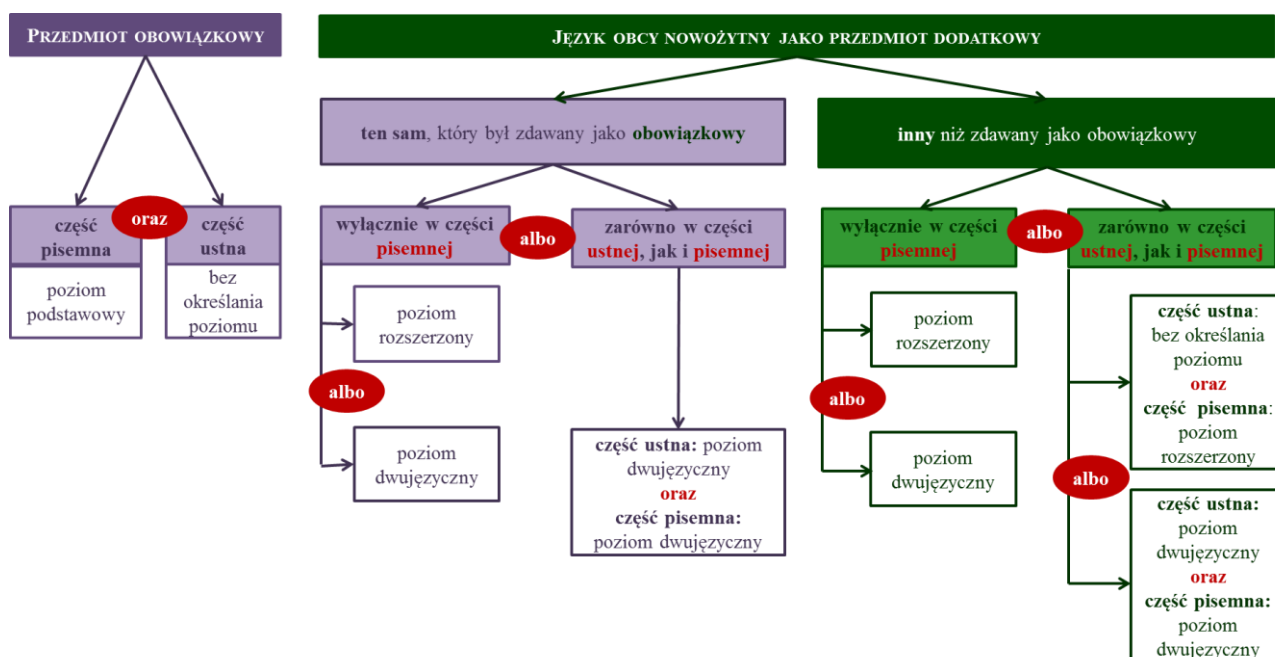 PRZEDMIOT OBOWIĄZKOWY
część
pisemna
oraz
część
ustna
poziom
podstawowy
bez
określania
poziomu
JĘZYK OBCY NOWOŻYTNY JAKO PRZEDMIOT DODATKOWY
ten sam, który był zdawany jako obowiązkowy
wyłącznie w części
pisemnej
albo
zarówno w części
ustnej, jak i pisemnej
poziom
rozszerzony
albo
poziom
dwujęzyczny
część ustna: poziom
dwujęzyczny
oraz
część pisemna:
poziom dwujęzyczny
inny niż zdawany jako obowiązkowy
wyłącznie w części
pisemnej
albo
zarówno w części
ustnej, jak i pisemnej
poziom
rozszerzony
albo
poziom
dwujęzyczny
część ustna:
bez określania
poziomu
oraz
część pisemna:
poziom
rozszerzony
albo
część ustna:
poziom
dwujęzyczny
oraz
część pisemna:
poziom
dwujęzyczny